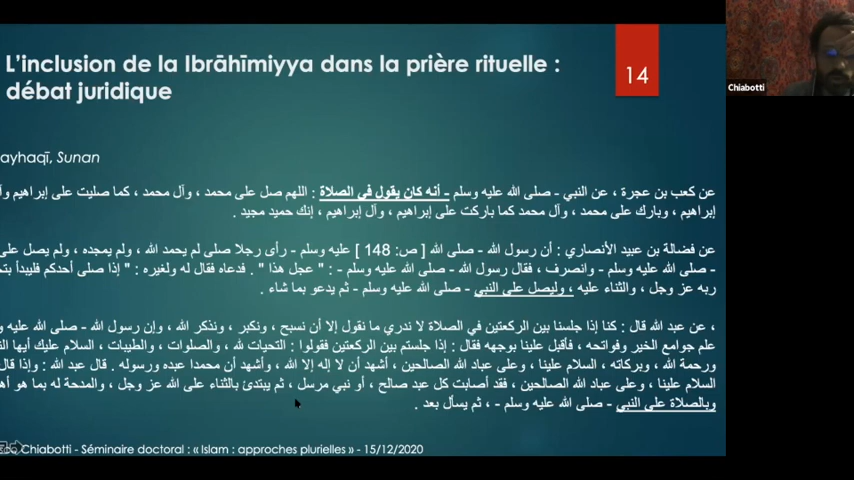 L'inclusion de la Ibrāhīmiyya dans la prière rituelle :
débat juridique
14
Chiabotti
ayhaqī, Sunan
عن كعب بن عجرة ، عن النبي - صلى الله عليه وسلم - أنه كان يقول في الصلاة : اللهم صل على محمد ، وآل محمد ، كما صليت على إبراهيم
إبراهيم ، وبارك على محمد ، وآل محمد كما باركت على إبراهيم ، وآل إبراهيم ، إنك حميد مجيد .
عن فضالة بن عبيد الأنصاري : أن رسول الله - صلى الله [ ص: 148 ] عليه وسلم - رأى رجلا صلى لم يحمد الله ، ولم يمجده ، ولم يصل على
- صلى الله عليه وسلم - وانصرف ، فقال رسول الله - صلى الله عليه وسلم - : " عجل هذا " . فدعاه فقال له ولغيره : " إذا صلى أحدكم فليبدأ
ربه عز وجل ، والثناء عليه ، وليصل على النبي - صلى الله عليه وسلم - ثم يدعو بما شاء .
، عن عبد الله قال : كنا إذا جلسنا بين الركعتين في الصلاة لا ندري ما نقول إلا أن نسبح ، ونكبر ، ونذكر الله ، وإن رسول الله - صلى الله عليه
علم جوامع الخير وفواتحه ، فأقبل علينا بوجهه فقال : إذا جلستم بين الركعتين فقولوا : التحيات لله ، والصلوات ، والطيبات ، السلام عليك أيها
ورحمة الله ، وبركاته ، السلام علينا ، وعلى عباد الله الصالحين ، أشهد أن لا إله إلا الله ، وأشهد أن محمدا عبده ورسوله . قال عبد الله : وإذا قال
السلام علينا ، وعلى عباد الله الصالحين ، فقد أصابت كل عبد صالح ، أو نبي مرسل ، ثم يبتدئ بالثناء على الله عز وجل ، والمدحة له بما هو
وبالصلاة على النبي - صلى الله عليه وسلم - ، ثم يسأل بعد .
Chiabotti - Séminaire doctoral : « Islam : approches plurielles » - 15/12/2020